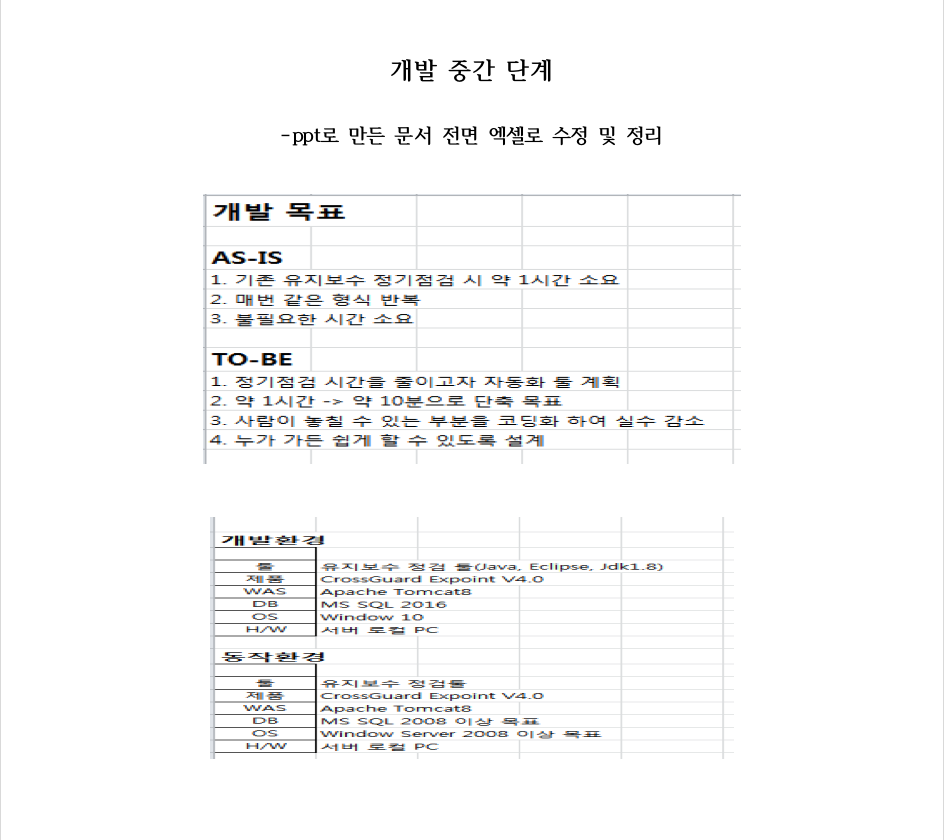 개발 중간 단계
-ppt로 만든 문서 전면 엑셀로 수정 및 정리
개발 목표
AS-IS
1. 기존 유지보수 정기점검 시 약 1시간 소요
2. 매번 같은 형식 반복
3. 불필요한 시간 소요
TO-BE
1. 정기점검 시간을 줄이고자 자동화 툴 계획
2. 약 1시간 -> 약 10분으로 단축 목표
3. 사람이 놓칠 수 있는 부분을 코딩화 하여 실수 감소
4. 누가 가든 쉽게 할 수 있도록 설계
개발환경
툴 유지보수 점검 툴(Java, Eclipse, Jdk1.8)
제품 CrossGuard Expoint V4.0
WAS Apache Tomcat8
DB MS SQL 2016
OS Window 10
H/W 서버 로컬 PC
동작환경
툴 유지보수 점검툴
제품 CrossGuard Expoint V4.0
WAS Apache Tomcat8
DB MS SQL 2008 이상 목표
OS Window Server 2008 이상 목표
H/W 서버 로컬 PC